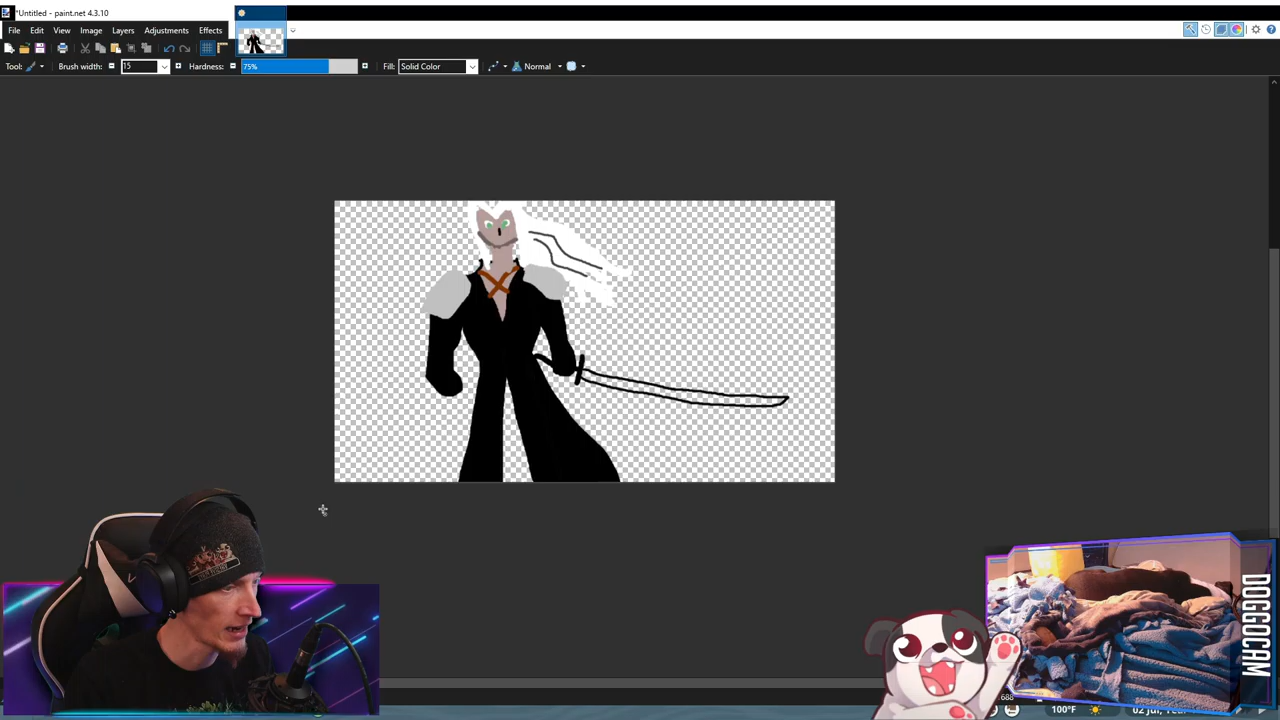 *Untitled - paint.net 4.3.10
File Edit View Image Layers Adjustments Effects
Tool: Brush width: 15 Hardness: 75% Fill: Solid Color Normal
DOGGOCAM
100°F